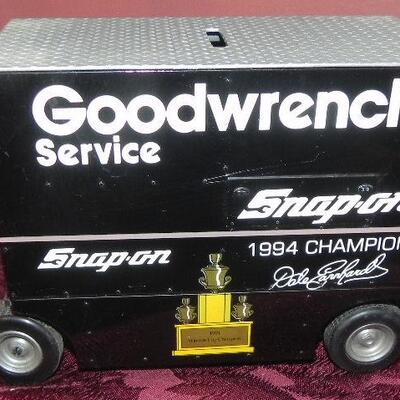 Goodwrench
Service
Snap-on
Snap-on
1994 CHAMPION
Dale Earnhardt